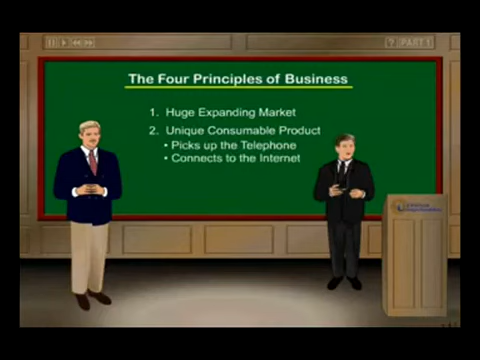 ? PART 1
The Four Principles of Business
1. Huge Expanding Market
2. Unique Consumable Product
• Picks up the Telephone
• Connects to the Internet